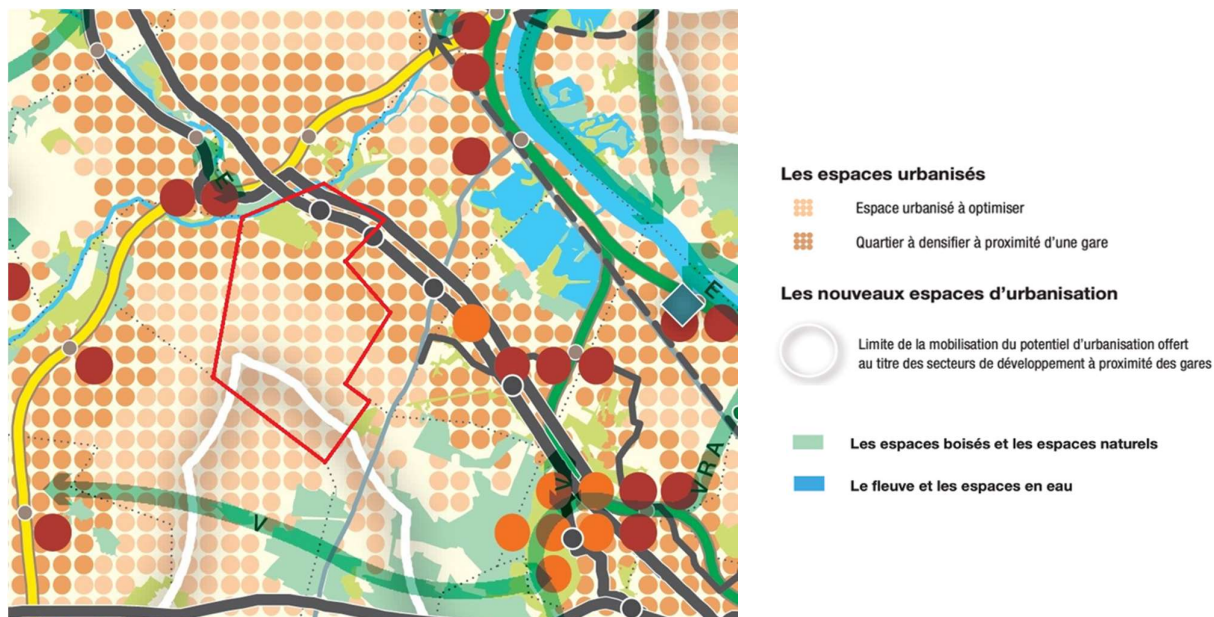 E
E
V
V
VRA
Les espaces urbanisés
Espace urbanisé à optimiser
Quartier à densifier à proximité d'une gare
Les nouveaux espaces d'urbanisation
Limite de la mobilisation du potentiel d'urbanisation offert
au titre des secteurs de développement à proximité des gares
Les espaces boisés et les espaces naturels
Le fleuve et les espaces en eau